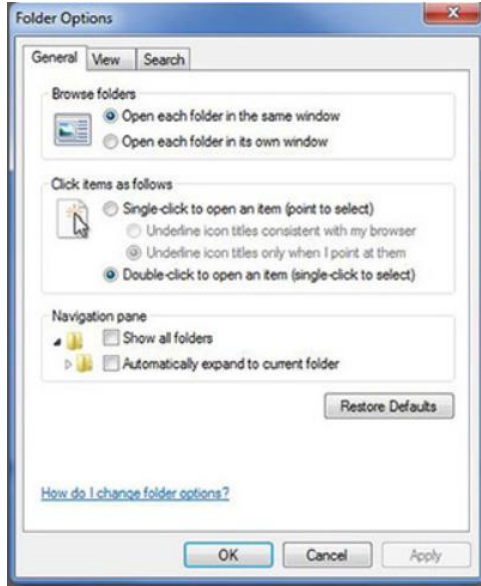 Folder Options
General View Search
Browse folders
Open each folder in the same window
Open each folder in its own window
Click items as follows
Single-click to open an item (point to select)
Underline icon titles consistent with my browser
Underline icon titles only when I point at them
Double-click to open an item (single-click to select)
Navigation pane
Show all folders
Automatically expand to current folder
Restore Defaults
How do I change folder options?
OK Cancel Apply